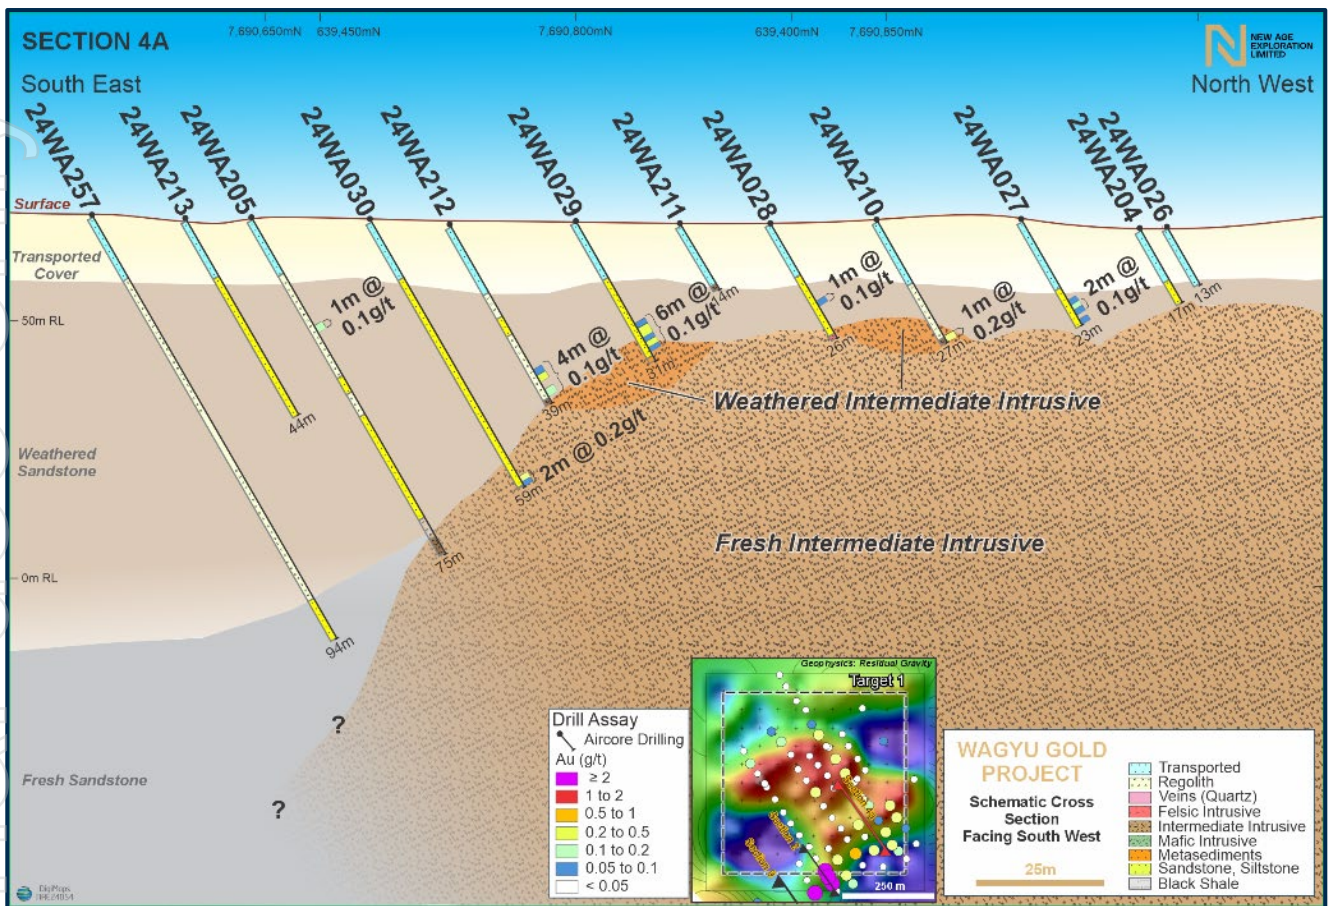 SECTION 4A
South East
7,690,650mN
639,450mN
7,690,800mN
639,400mN
7,690,850mN
NEW AGE
EXPLORATION
LIMITED
North West
24WA257
24WA213
24WA205
24WA030
24WA212
24WA029
24WA211
24WA028
24WA210
24WA027
24WA204
24WA026
Surface
Transported
Cover
50m RL
Weathered
Sandstone
0m RL
Fresh Sandstone
1m @
0.1g/t
4m @
0.1g/t
6m @
0.1g/t
1m @
0.1g/t
1m @
0.2g/t
2m @
0.1g/t
2m @ 0.2g/t
94m
44m
75m
59m
39m
31m
14m
26m
27m
23m
17m
13m
Weathered Intermediate Intrusive
Fresh Intermediate Intrusive
?
?
Drill Assay
Aircore Drilling
Au (g/t)
≥ 2
1 to 2
0.5 to 1
0.2 to 0.5
0.1 to 0.2
0.05 to 0.1
< 0.05
Geophysics: Residual Gravity
Target 1
250 m
WAGYU GOLD
PROJECT
Schematic Cross
Section
Facing South West
25m
Transported
Regolith
Veins (Quartz)
Felsic Intrusive
Intermediate Intrusive
Mafic Intrusive
Metasediments
Sandstone, Siltstone
Black Shale
DigiMaps